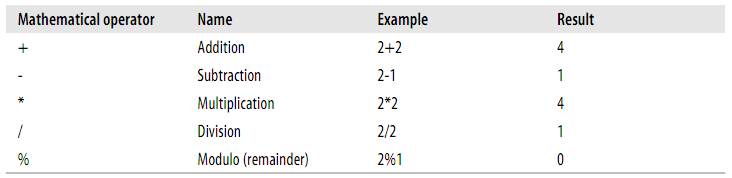 Mathematical operator Name Example Result
+ Addition 2+2 4
- Subtraction 2-1 1
* Multiplication 2*2 4
/ Division 2/2 1
% Modulo (remainder) 2%1 0